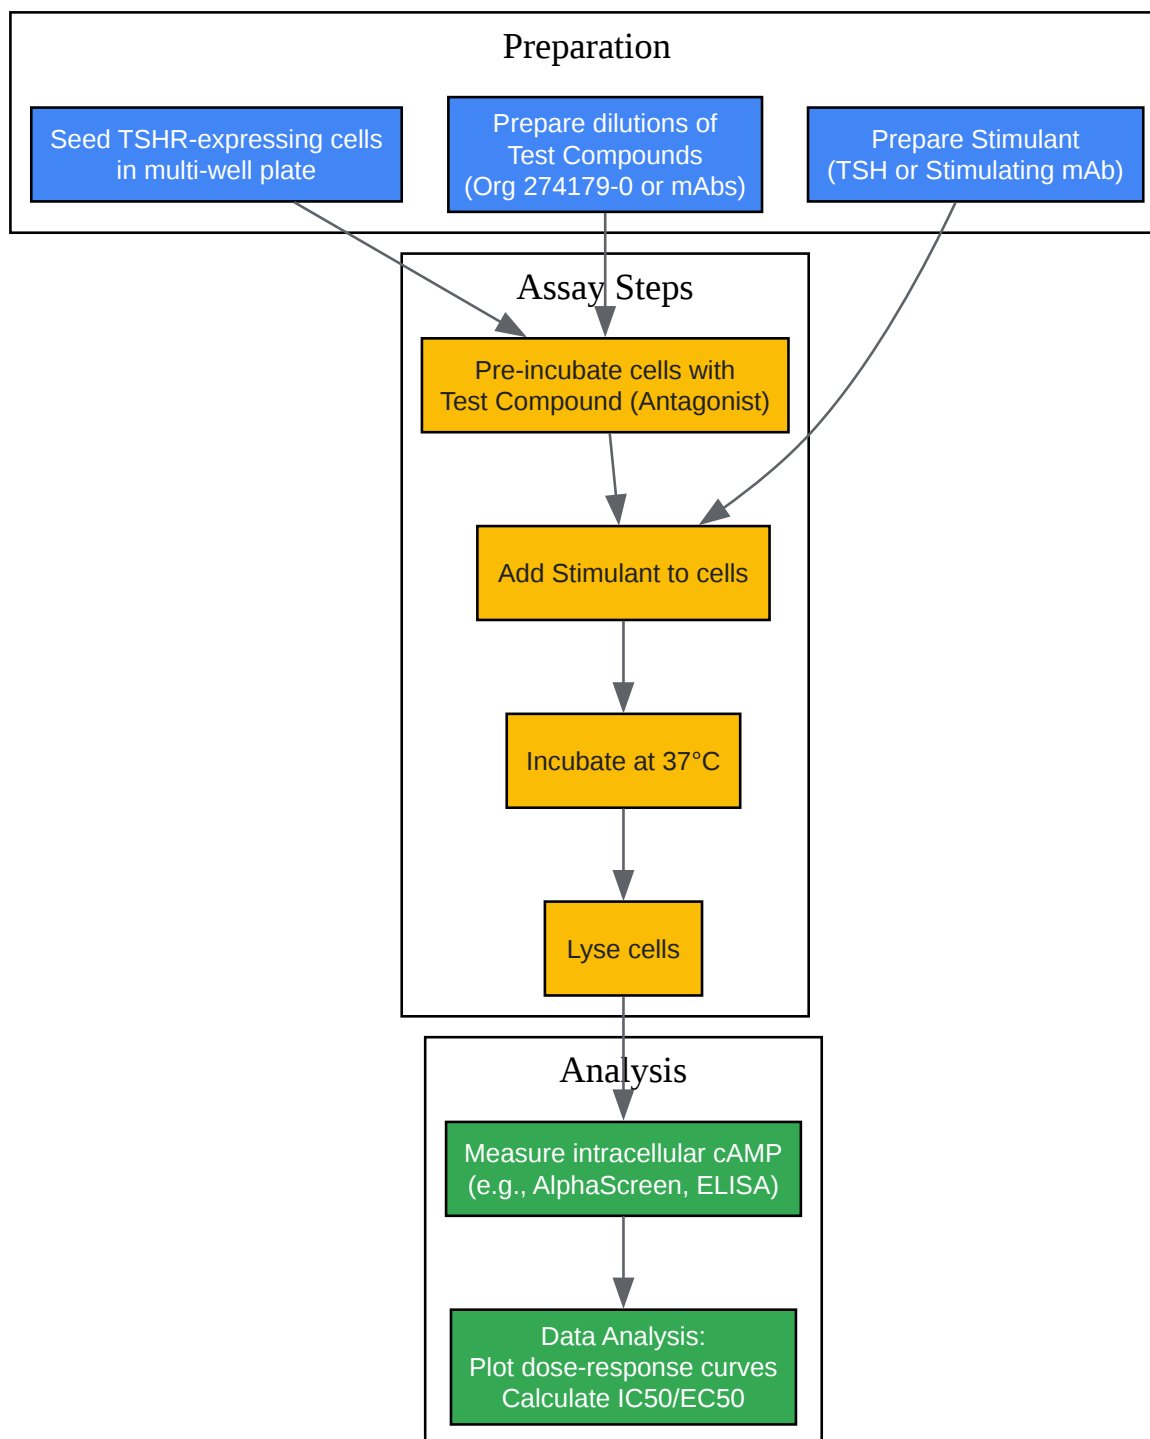 Preparation
Seed TSHR-expressing cells
in multi-well plate
Prepare dilutions of
Test Compounds
(Org 274179-0 or mAbs)
Prepare Stimulant
(TSH or Stimulating mAb)
Assay Steps
Pre-incubate cells with
Test Compound (Antagonist)
Add Stimulant to cells
Incubate at 37°C
Lyse cells
Analysis
Measure intracellular cAMP
(e.g., AlphaScreen, ELISA)
Data Analysis:
Plot dose-response curves
Calculate IC50/EC50